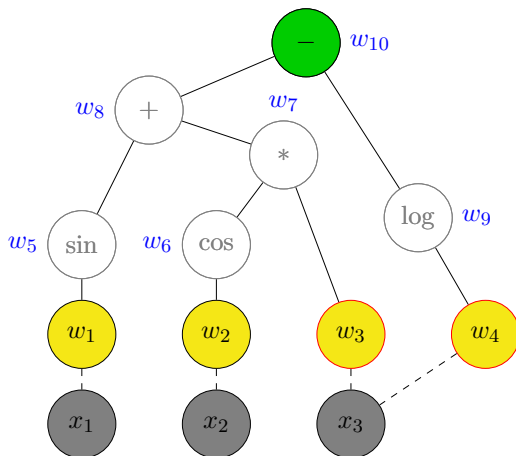 − w₁₀
w₇
w₈ +
*
w₅ sin w₆ cos log w₉
w₁ w₂ w₃ w₄
x₁ x₂ x₃